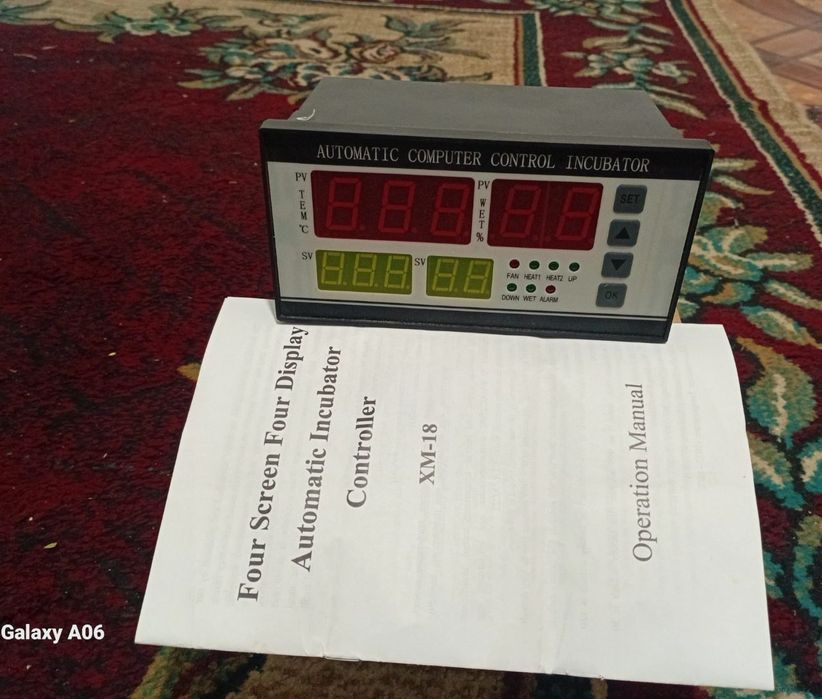 AUTOMATIC COMPUTER CONTROL INCUBATOR
PV
TEM
℃
PV
WET
%
SET
SV
SV
FAN HEAT1 HEAT2 UP
DOWN WET ALARM
OK
Four Screen Four Display
Automatic Incubator
Controller
XM-18
Operation Manual
Galaxy A06